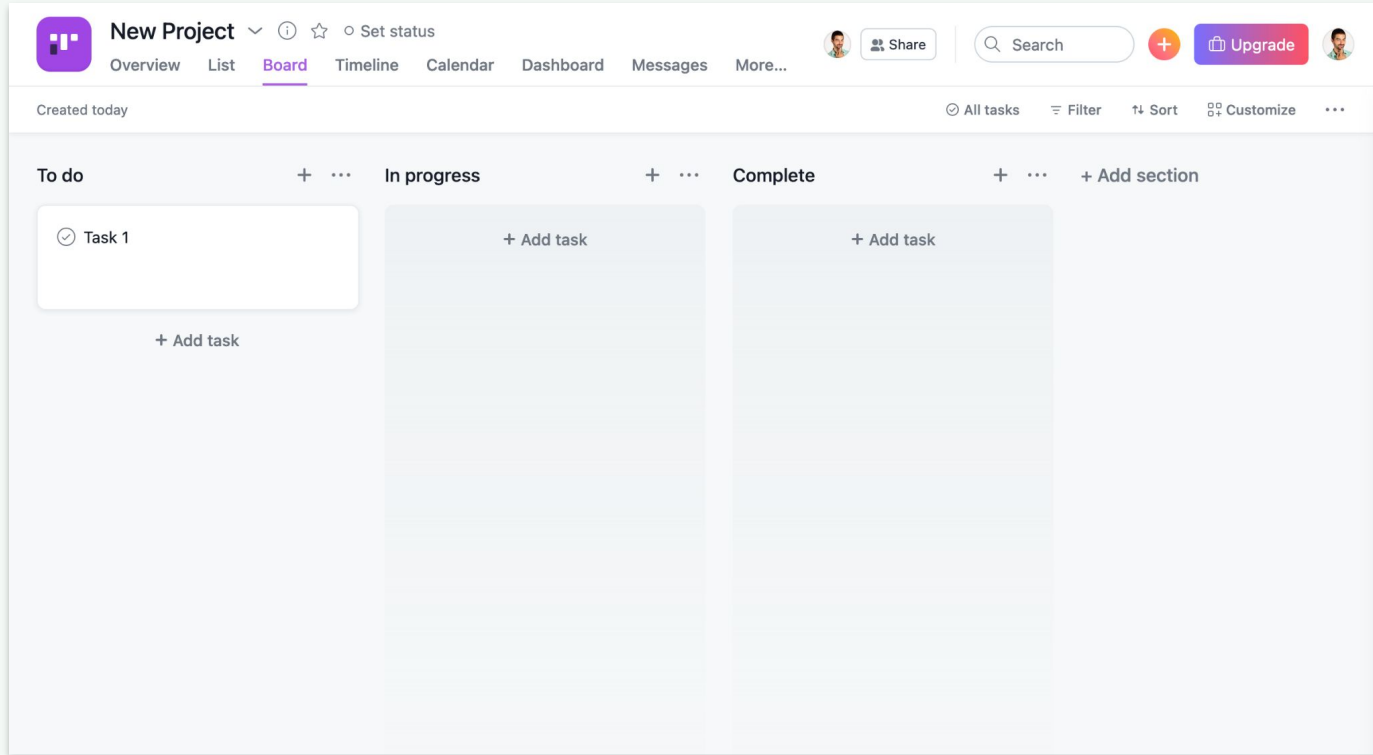 New Project
Set status
Share
Search
Upgrade
Overview List Board Timeline Calendar Dashboard Messages More...
Created today
All tasks Filter Sort Customize
To do
In progress
Complete
+ Add section
Task 1
+ Add task
+ Add task
+ Add task